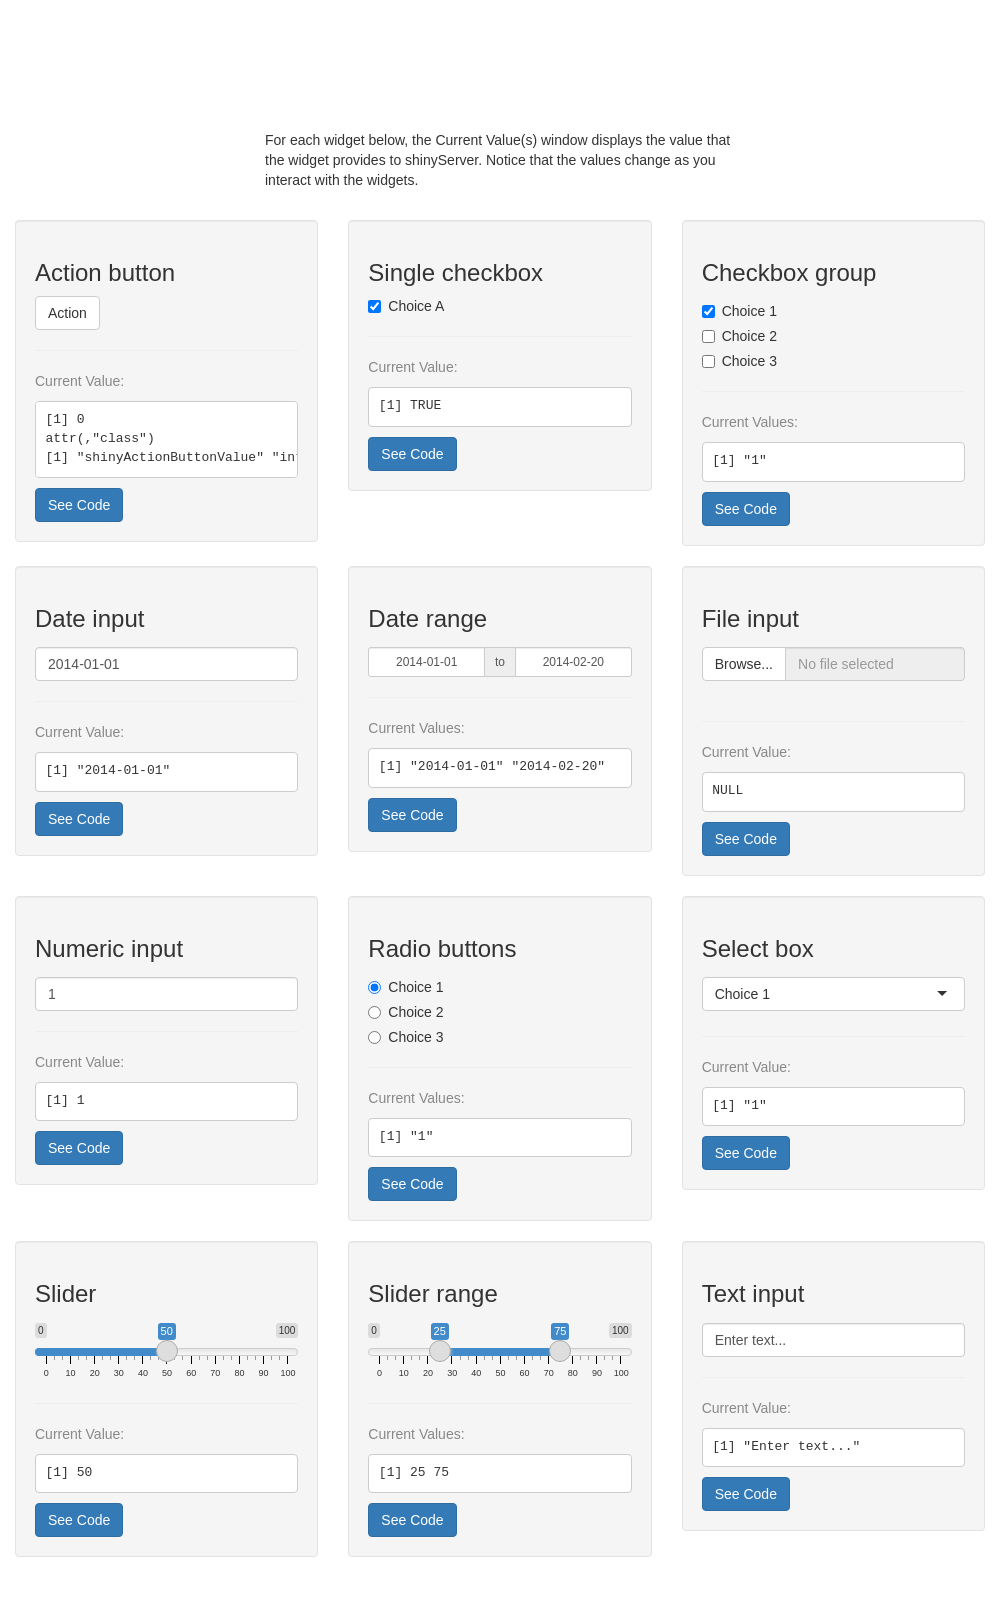 For each widget below, the Current Value(s) window displays the value that
the widget provides to shinyServer. Notice that the values change as you
interact with the widgets.
Action button
Action
Current Value:
[1] 0
attr(,"class")
[1] "shinyActionButtonValue"
See Code
Single checkbox
Choice A
Current Value:
[1] TRUE
See Code
Checkbox group
Choice 1
Choice 2
Choice 3
Current Values:
[1] "1"
See Code
Date input
2014-01-01
Current Value:
[1] "2014-01-01"
See Code
Date range
2014-01-01 to 2014-02-20
Current Values:
[1] "2014-01-01" "2014-02-20"
See Code
File input
Browse... No file selected
Current Value:
NULL
See Code
Numeric input
1
Current Value:
[1] 1
See Code
Radio buttons
Choice 1
Choice 2
Choice 3
Current Values:
[1] "1"
See Code
Select box
Choice 1
Current Value:
[1] "1"
See Code
Slider
0 50 100
0 10 20 30 40 50 60 70 80 90 100
Current Value:
[1] 50
See Code
Slider range
0 25 75 100
0 10 20 30 40 50 60 70 80 90 100
Current Values:
[1] 25 75
See Code
Text input
Enter text...
Current Value:
[1] "Enter text..."
See Code